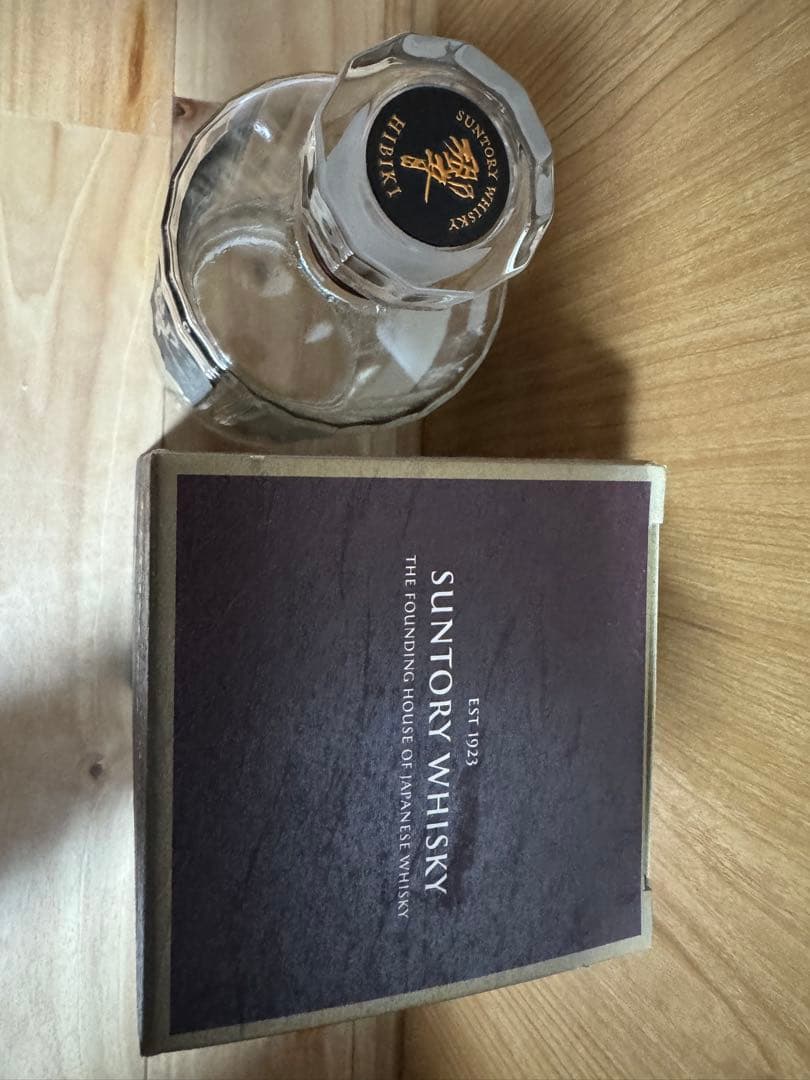 SUNTORY WHISKY
響
HIBIKI
EST 1923
SUNTORY WHISKY
THE FOUNDING HOUSE OF JAPANESE WHISKY